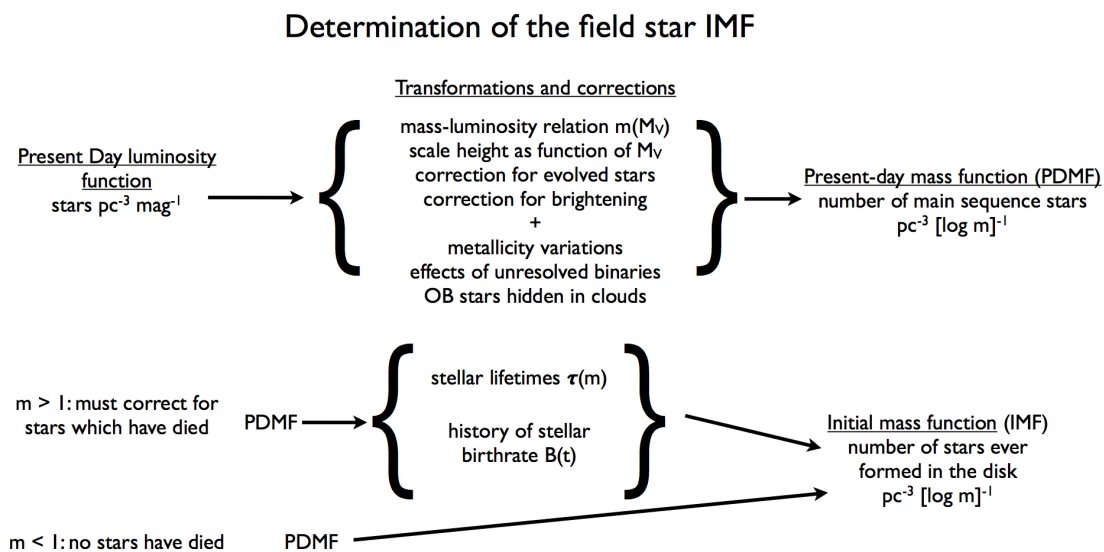 Determination of the field star IMF
Transformations and corrections
Present Day luminosity
function
stars pc⁻³ mag⁻¹
mass-luminosity relation m(Mᵥ)
scale height as function of Mᵥ
correction for evolved stars
correction for brightening
+
metallicity variations
effects of unresolved binaries
OB stars hidden in clouds
Present-day mass function (PDMF)
number of main sequence stars
pc⁻³ [log m]⁻¹
m > 1: must correct for
stars which have died
PDMF
stellar lifetimes τ(m)
history of stellar
birthrate B(t)
Initial mass function (IMF)
number of stars ever
formed in the disk
pc⁻³ [log m]⁻¹
m < 1: no stars have died
PDMF